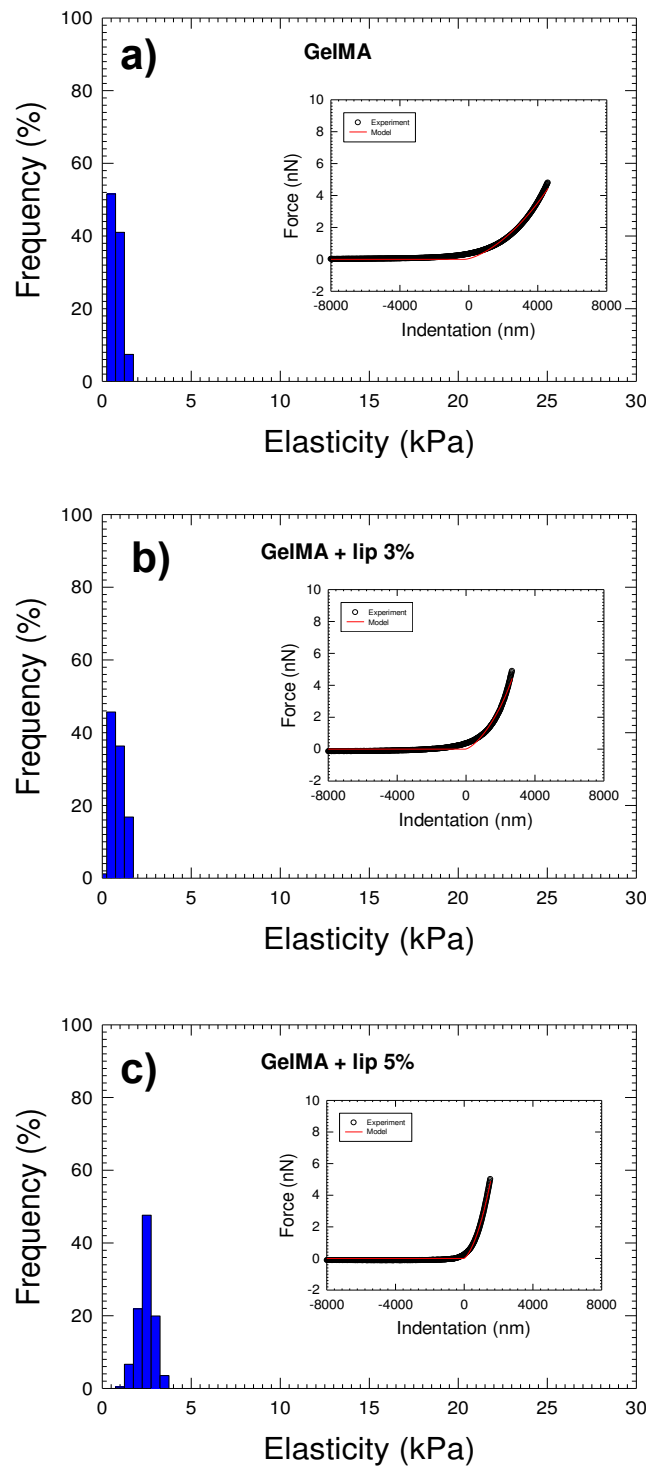 a)
GelMA
Frequency (%)
100
80
60
40
20
0
0 5 10 15 20 25 30
Elasticity (kPa)
Experiment
Model
Force (nN)
10
8
6
4
2
0
-2
-8000 -4000 0 4000 8000
Indentation (nm)
b)
GelMA + lip 3%
Frequency (%)
100
80
60
40
20
0
0 5 10 15 20 25 30
Elasticity (kPa)
Experiment
Model
Force (nN)
10
8
6
4
2
0
-2
-8000 -4000 0 4000 8000
Indentation (nm)
c)
GelMA + lip 5%
Frequency (%)
100
80
60
40
20
0
0 5 10 15 20 25 30
Elasticity (kPa)
Experiment
Model
Force (nN)
10
8
6
4
2
0
-2
-8000 -4000 0 4000 8000
Indentation (nm)